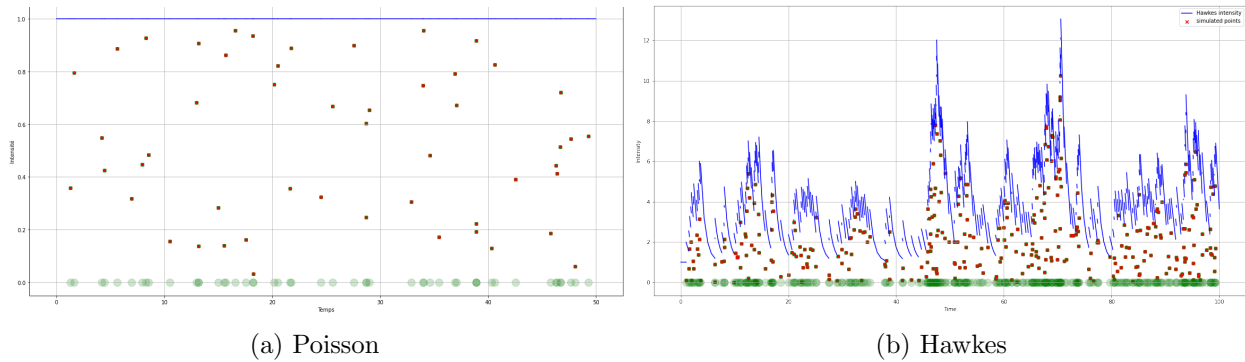 1.0
0.8
0.6
0.4
0.2
0.0
Intensité
0 10 20 30 40 50
Temps
(a) Poisson
Hawkes intensity
simulated points
12
10
8
6
4
2
0
Intensity
0 20 40 60 80 100
Time
(b) Hawkes